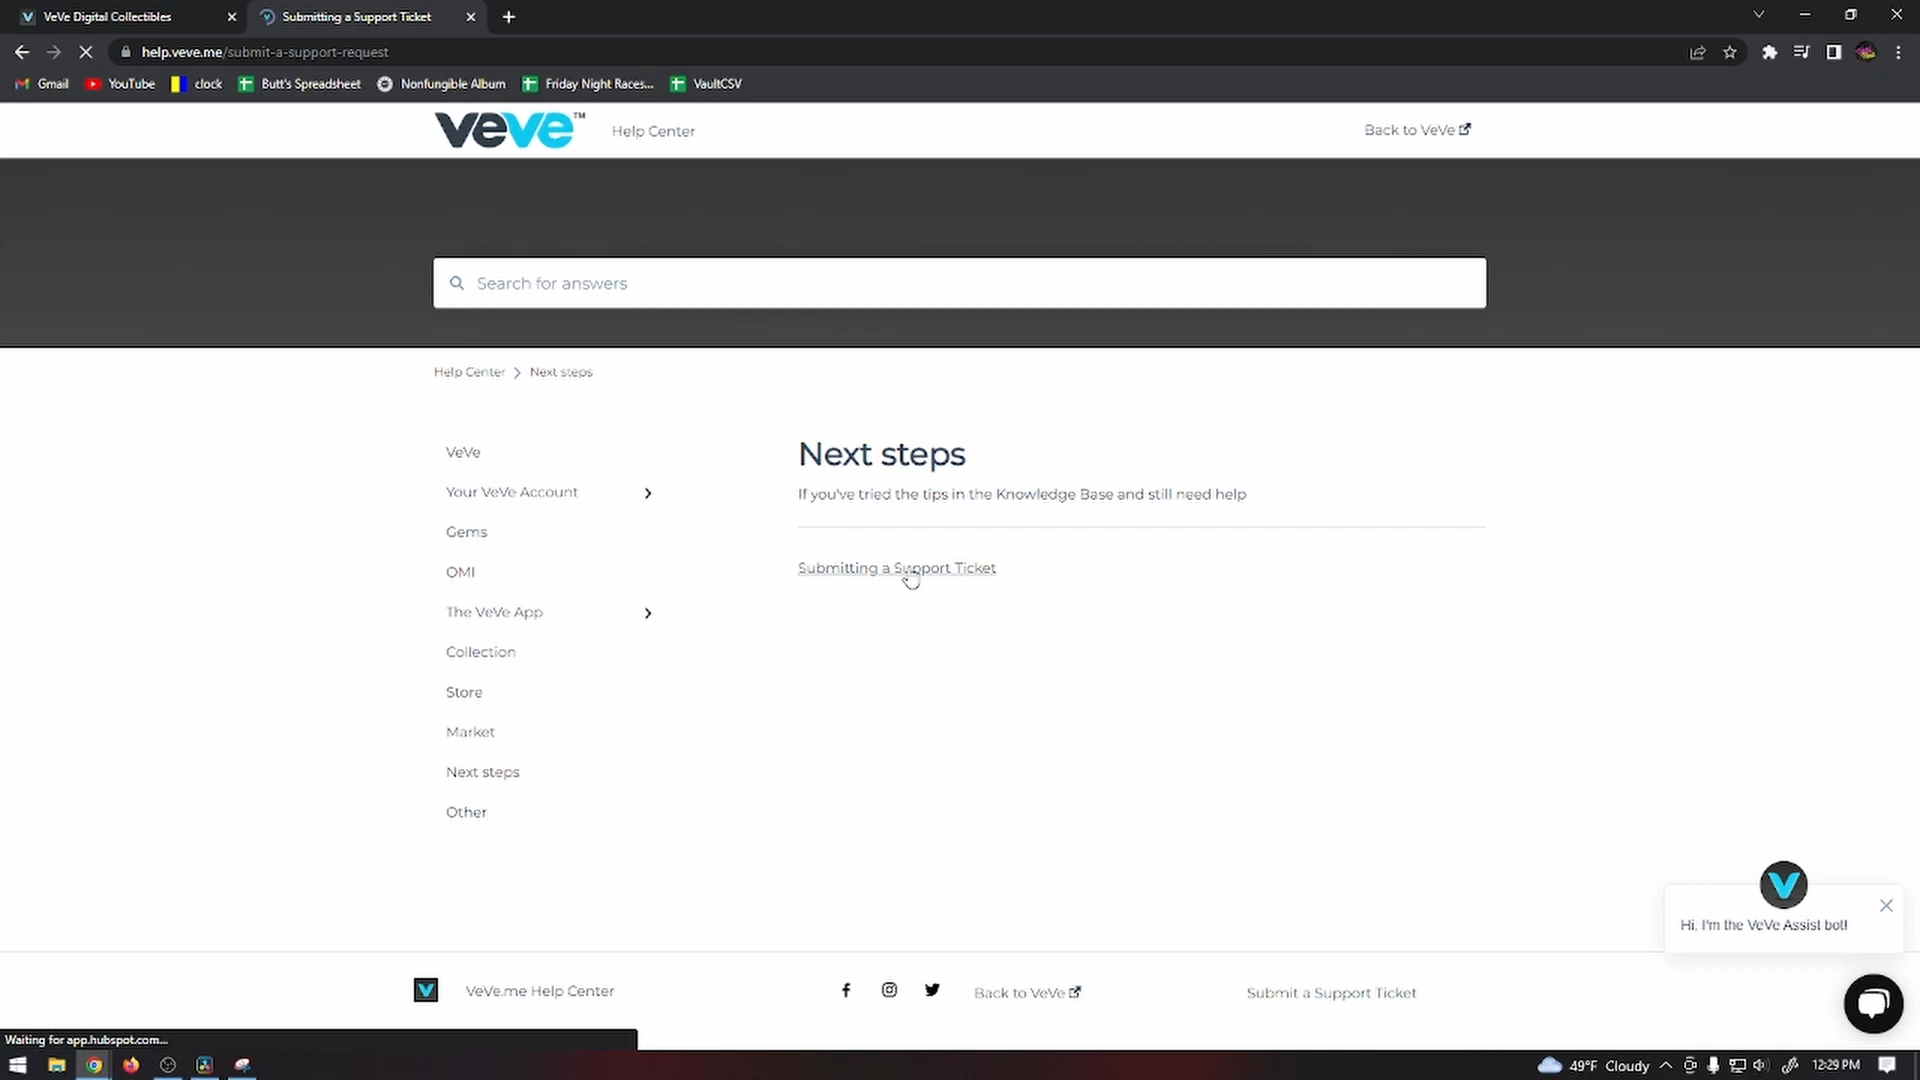 VeVe Digital Collectibles
Submitting a Support Ticket
help.veve.me/submit-a-support-request
Gmail
YouTube
clock
Butt's Spreadsheet
Nonfungible Album
Friday Night Races...
VaultCSV
veve™
Help Center
Back to VeVe
Search for answers
Help Center
Next steps
VeVe
Your VeVe Account
Gems
OMI
The VeVe App
Collection
Store
Market
Next steps
Other
Next steps
If you've tried the tips in the Knowledge Base and still need help
Submitting a Support Ticket
Hi, I'm the VeVe Assist bot!
VeVe.me Help Center
Back to VeVe
Submit a Support Ticket
Waiting for app.hubspot.com...
49°F Cloudy
12:29 PM